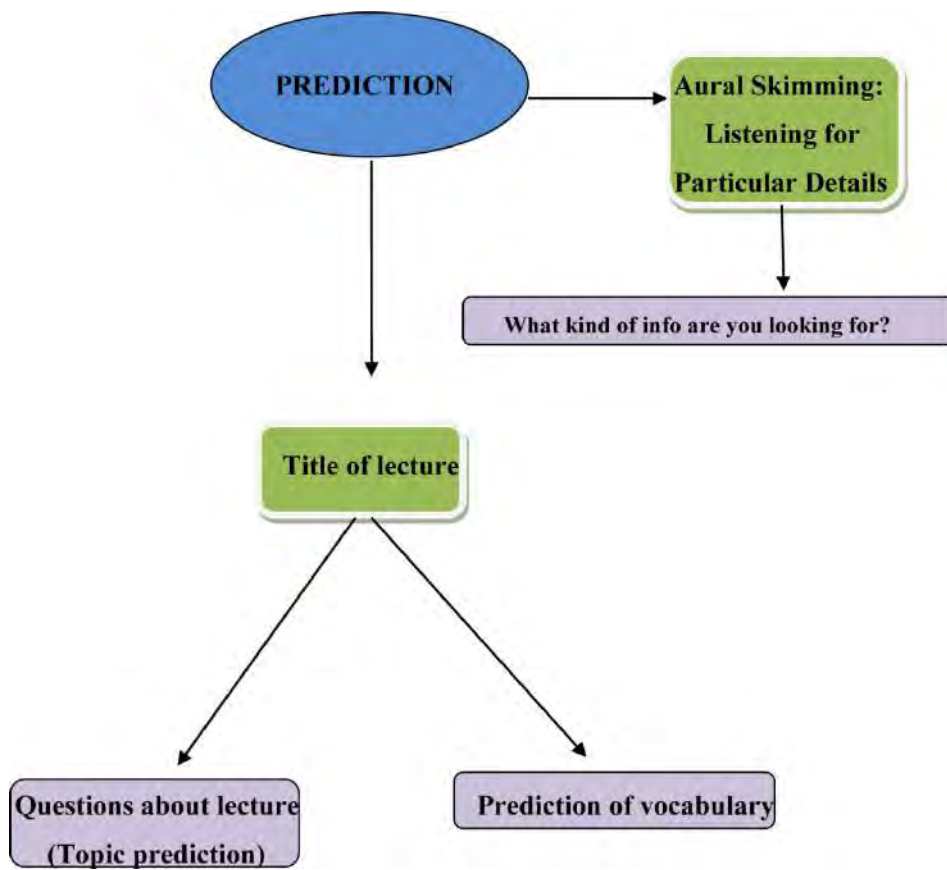 PREDICTION
Aural Skimming:
Listening for
Particular Details
What kind of info are you looking for?
Title of lecture
Questions about lecture
(Topic prediction)
Prediction of vocabulary